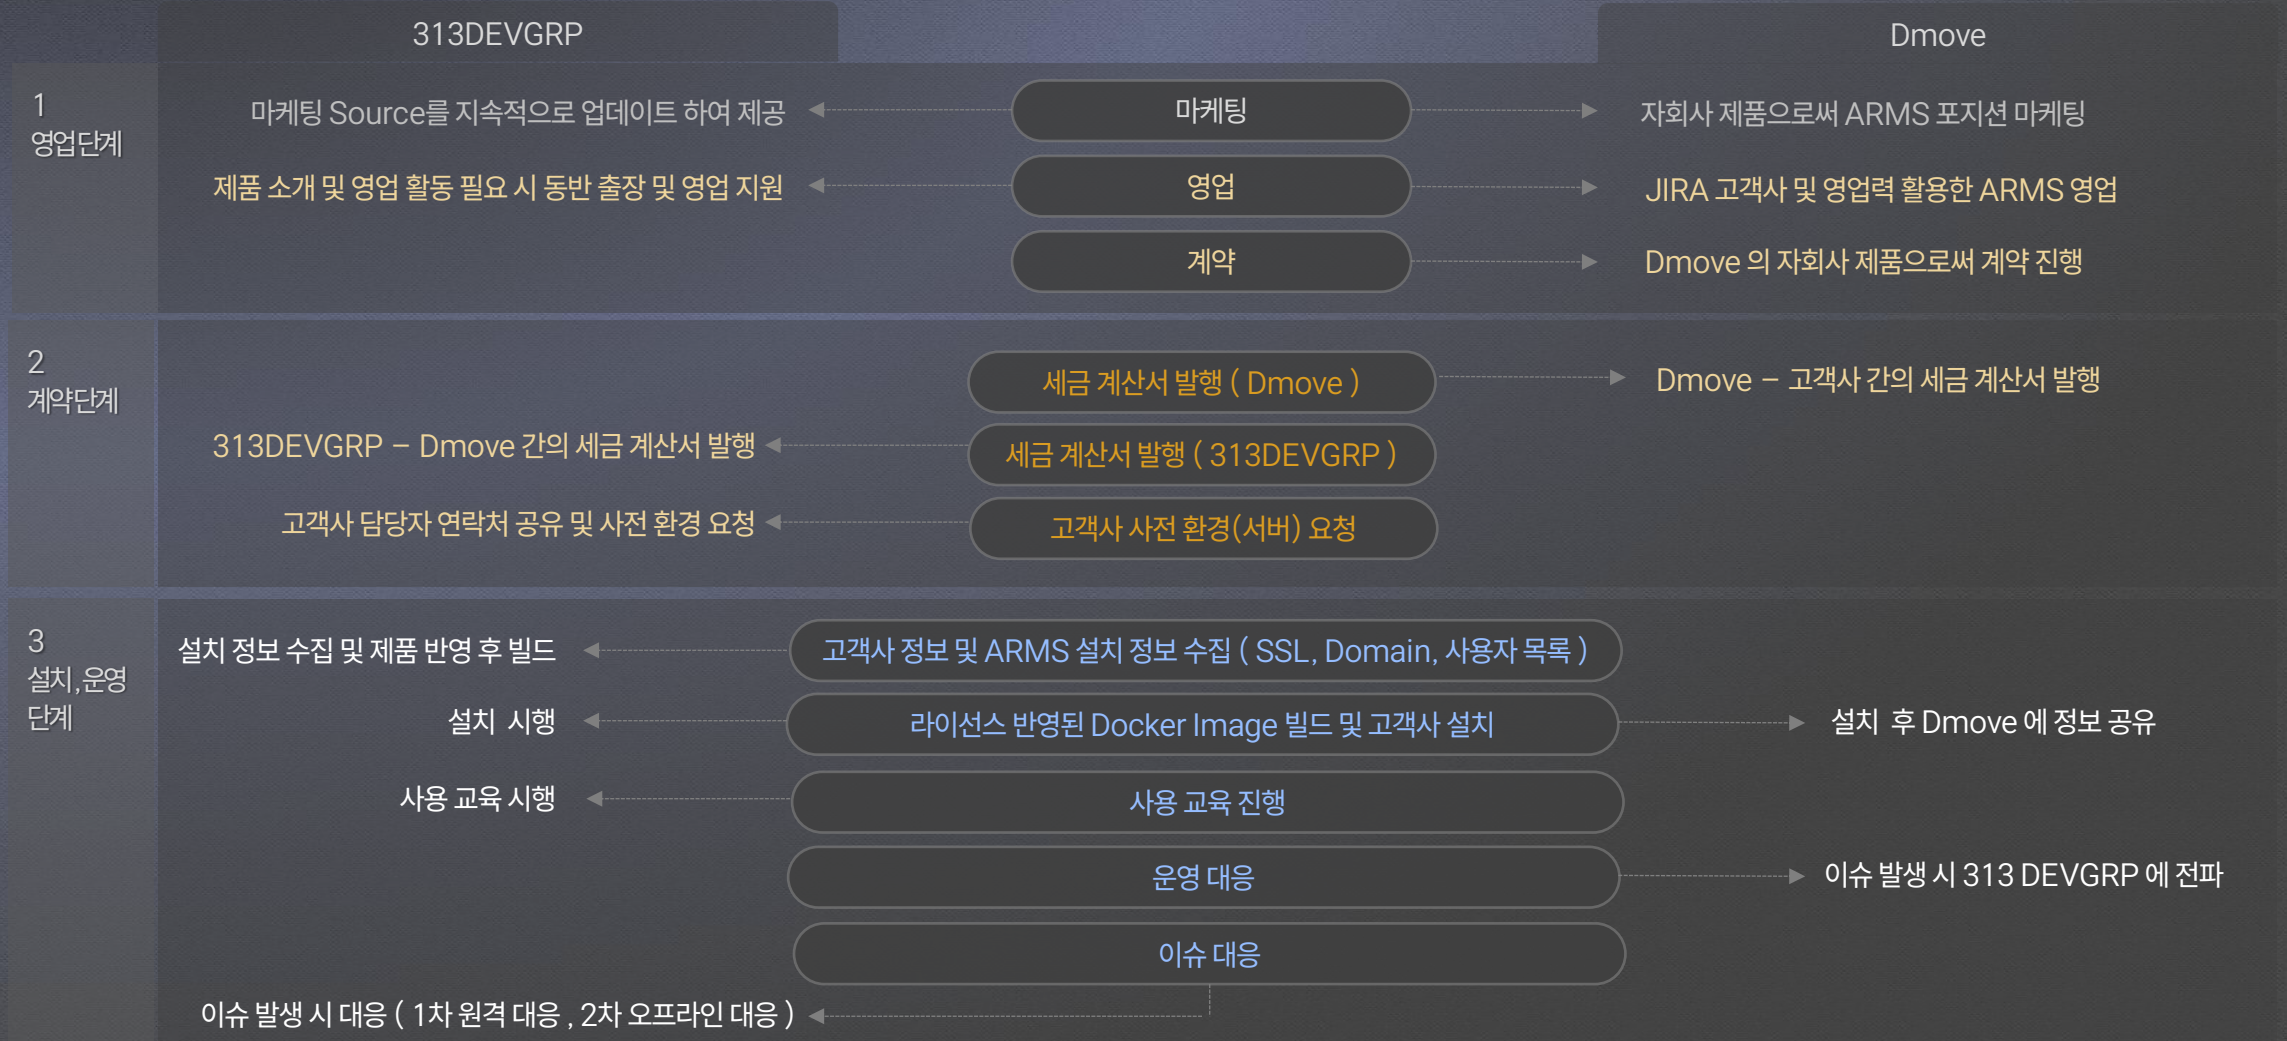 313DEVGRP
Dmove
1
영업단계
마케팅 Source를 지속적으로 업데이트 하여 제공
마케팅
자회사 제품으로써 ARMS 포지션 마케팅
제품 소개 및 영업 활동 필요 시 동반 출장 및 영업 지원
영업
JIRA 고객사 및 영업력 활용한 ARMS 영업
계약
Dmove 의 자회사 제품으로써 계약 진행
2
계약단계
세금 계산서 발행 ( Dmove )
Dmove – 고객사 간의 세금 계산서 발행
313DEVGRP – Dmove 간의 세금 계산서 발행
세금 계산서 발행 ( 313DEVGRP )
고객사 담당자 연락처 공유 및 사전 환경 요청
고객사 사전 환경(서버) 요청
3
설치,운영
단계
설치 정보 수집 및 제품 반영 후 빌드
고객사 정보 및 ARMS 설치 정보 수집 ( SSL, Domain, 사용자 목록 )
설치 시행
라이선스 반영된 Docker Image 빌드 및 고객사 설치
설치 후 Dmove 에 정보 공유
사용 교육 시행
사용 교육 진행
운영 대응
이슈 발생 시 313 DEVGRP 에 전파
이슈 대응
이슈 발생 시 대응 ( 1차 원격 대응 , 2차 오프라인 대응 )